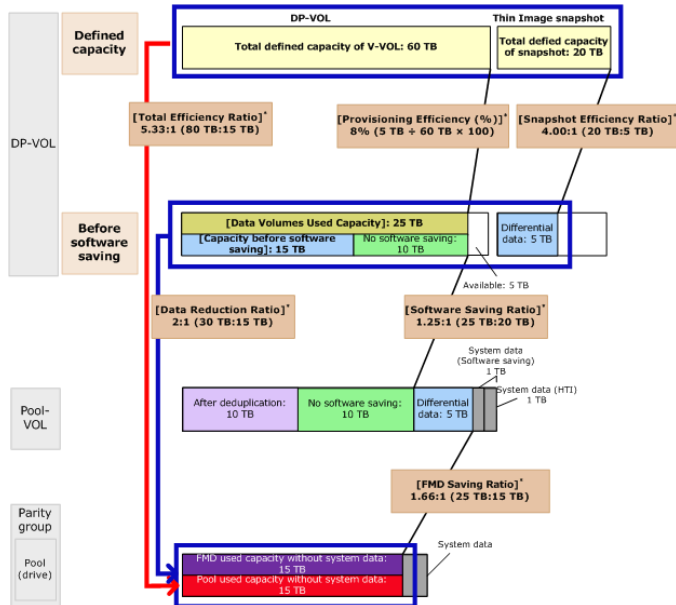 DP-VOL
Thin Image snapshot
Defined
capacity
Total defined capacity of V-VOL: 60 TB
Total defied capacity
of snapshot: 20 TB
[Total Efficiency Ratio]*
5.33:1 (80 TB:15 TB)
[Provisioning Efficiency (%)]*
8% (5 TB ÷ 60 TB × 100)
[Snapshot Efficiency Ratio]*
4.00:1 (20 TB:5 TB)
DP-VOL
Before
software
saving
[Data Volumes Used Capacity]: 25 TB
[Capacity before software
saving]: 15 TB
No software saving:
10 TB
Differential
data: 5 TB
Available: 5 TB
[Data Reduction Ratio]*
2:1 (30 TB:15 TB)
[Software Saving Ratio]*
1.25:1 (25 TB:20 TB)
System data
(Software saving)
1 TB
System data (HTI)
1 TB
Pool-
VOL
After deduplication:
10 TB
No software saving:
10 TB
Differential
data: 5 TB
[FMD Saving Ratio]*
1.66:1 (25 TB:15 TB)
Parity
group
Pool
(drive)
FMD used capacity without system data:
15 TB
Pool used capacity without system data:
15 TB
System data